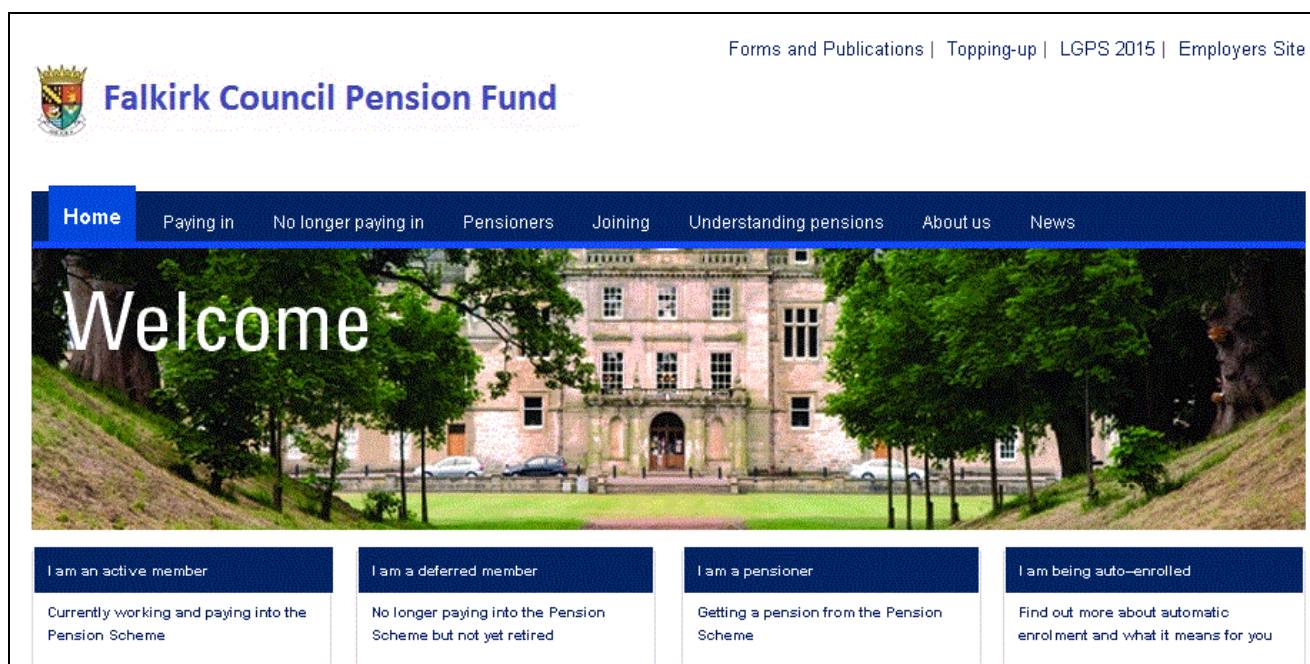 Forms and Publications | Topping-up | LGPS 2015 | Employers Site
Falkirk Council Pension Fund
Home Paying in No longer paying in Pensioners Joining Understanding pensions About us News
Welcome
I am an active member
Currently working and paying into the
Pension Scheme
I am a deferred member
No longer paying into the Pension
Scheme but not yet retired
I am a pensioner
Getting a pension from the Pension
Scheme
I am being auto–enrolled
Find out more about automatic
enrolment and what it means for you